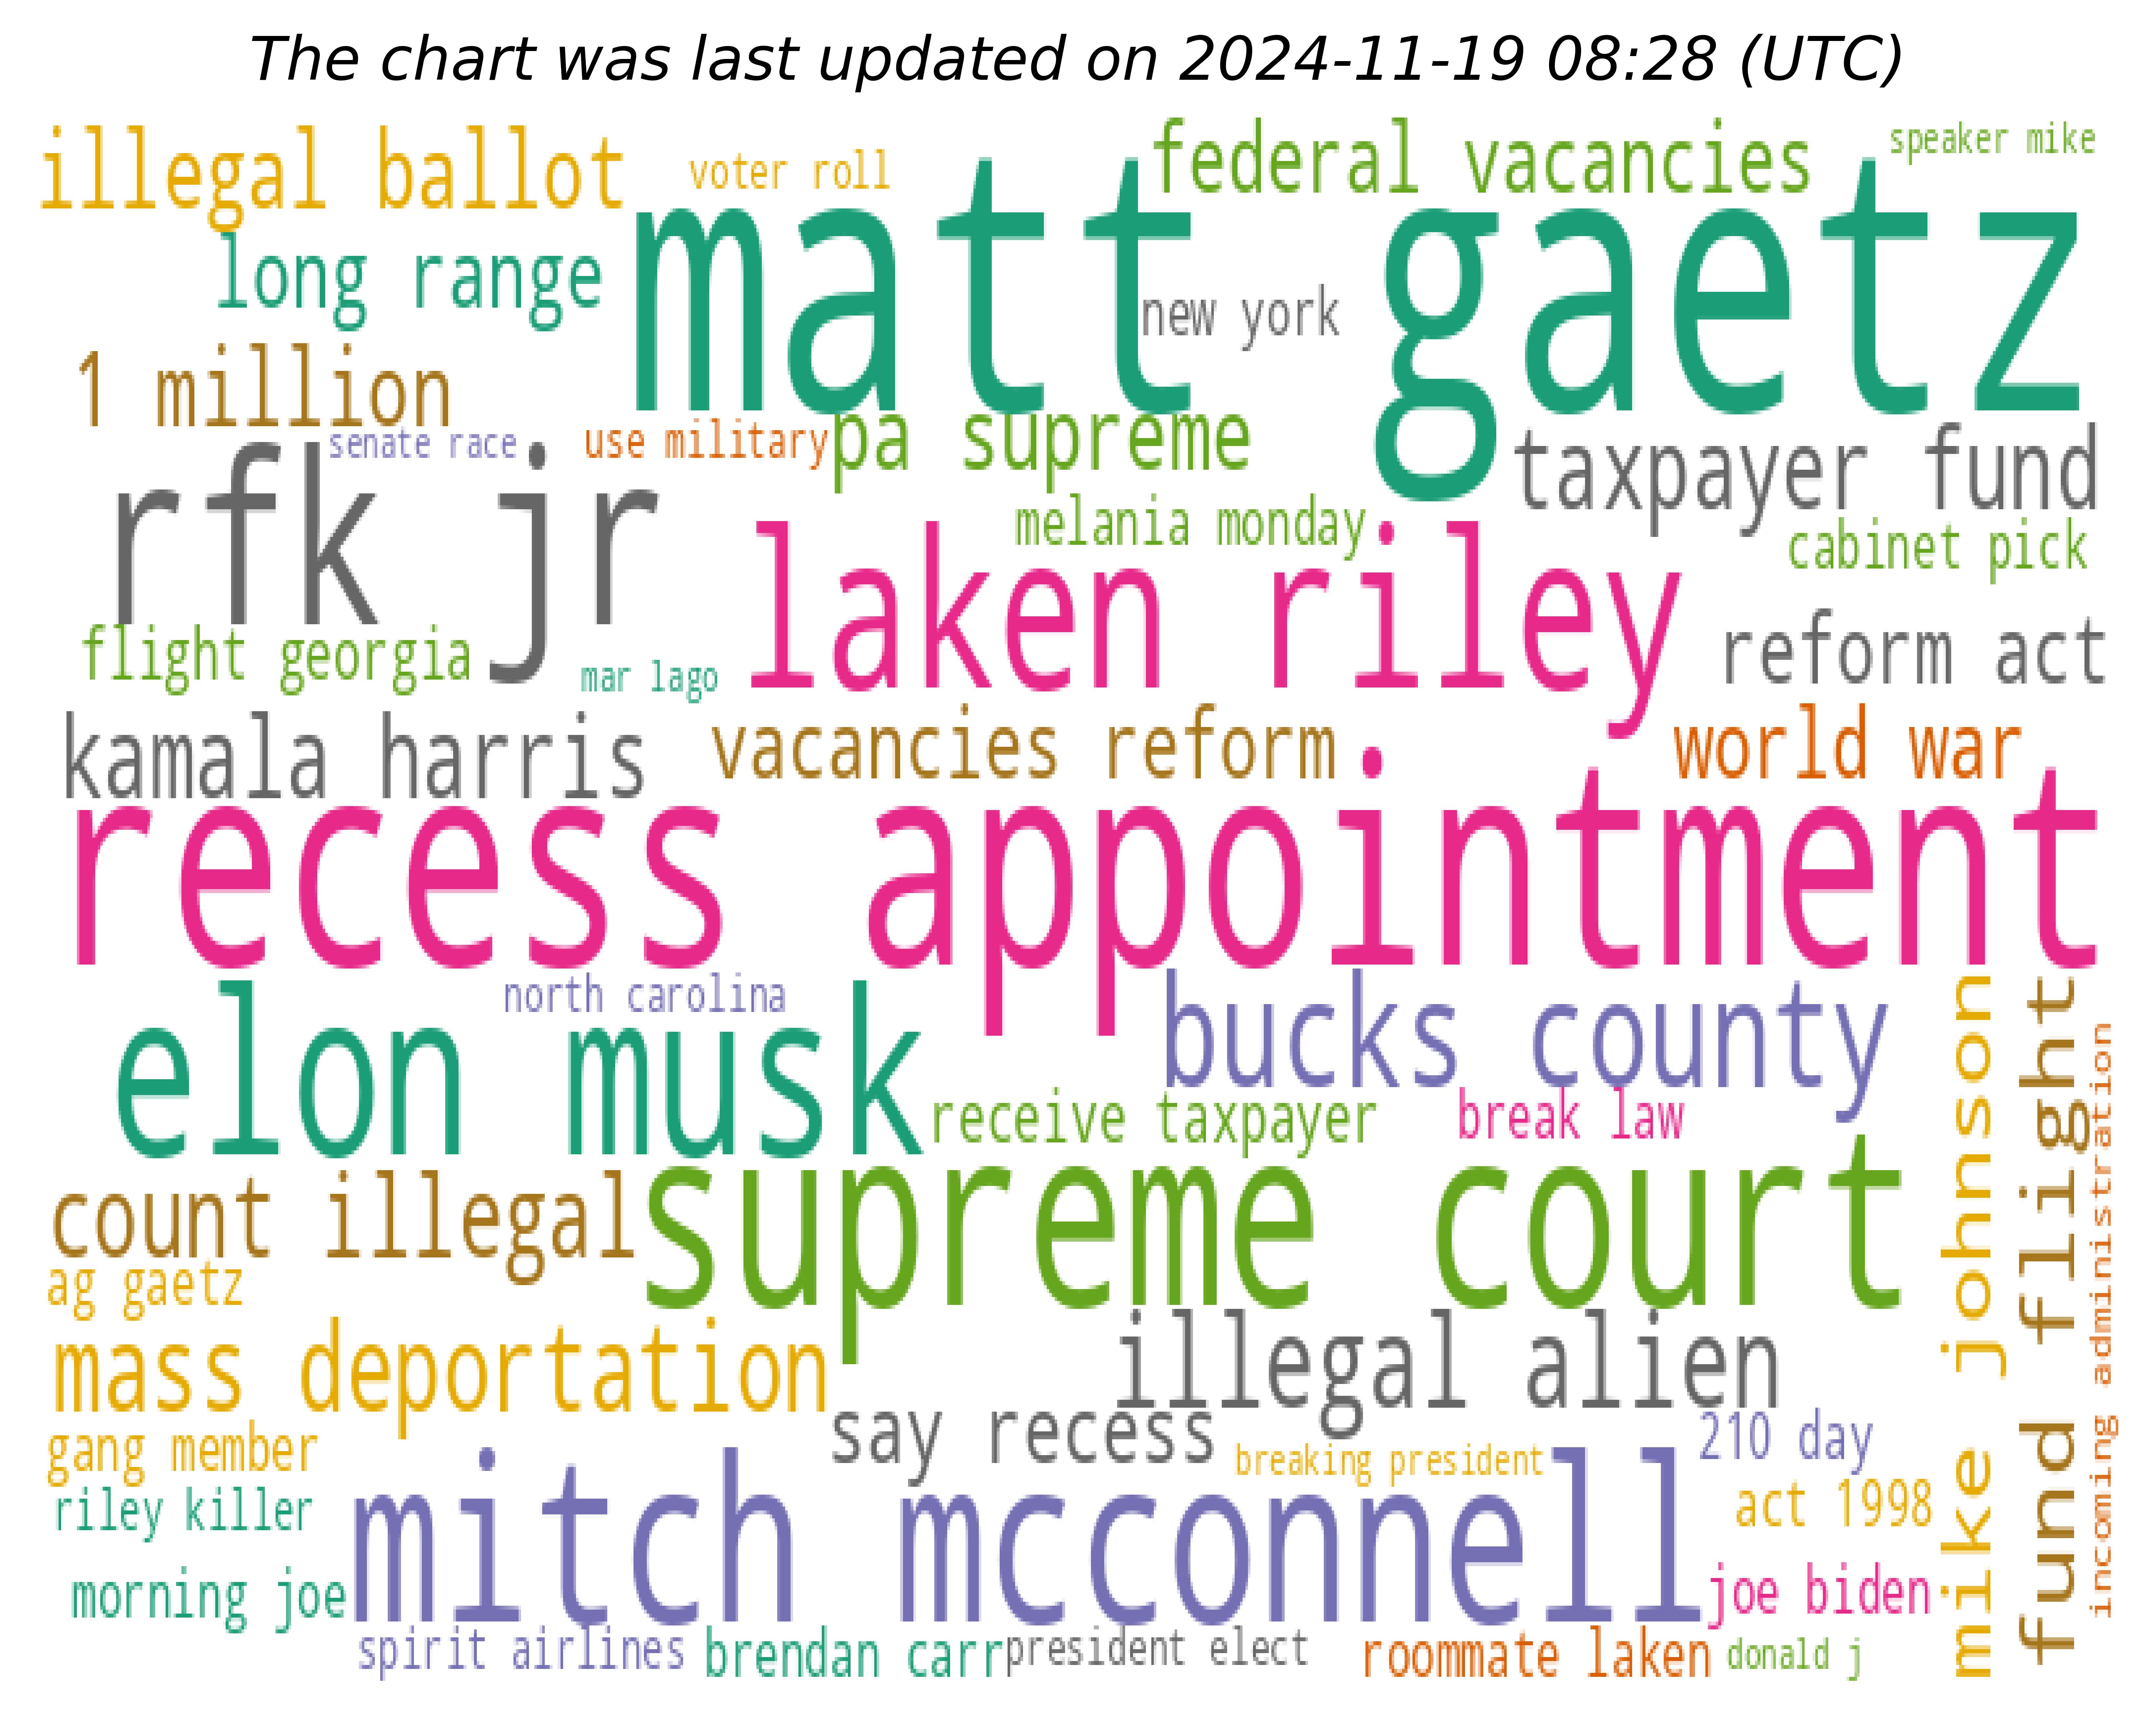 The chart was last updated on 2024-11-19 08:28 (UTC)
illegal ballot
voter roll
federal vacancies
speaker mike
matt gaetz
long range
new york
1 million
senate race
use military
pa supreme
taxpayer fund
rfk jr
melania monday
cabinet pick
laken riley
flight georgia
mar lago
reform act
kamala harris
vacancies reform
world war
recess appointment
north carolina
elon musk
bucks county
receive taxpayer
break law
mike johnson
fund flight
incoming administration
count illegal
supreme court
ag gaetz
mass deportation
illegal alien
say recess
210 day
gang member
breaking president
riley killer
mitch mcconnell
act 1998
morning joe
joe biden
spirit airlines
brendan carr
president elect
roommate laken
donald j